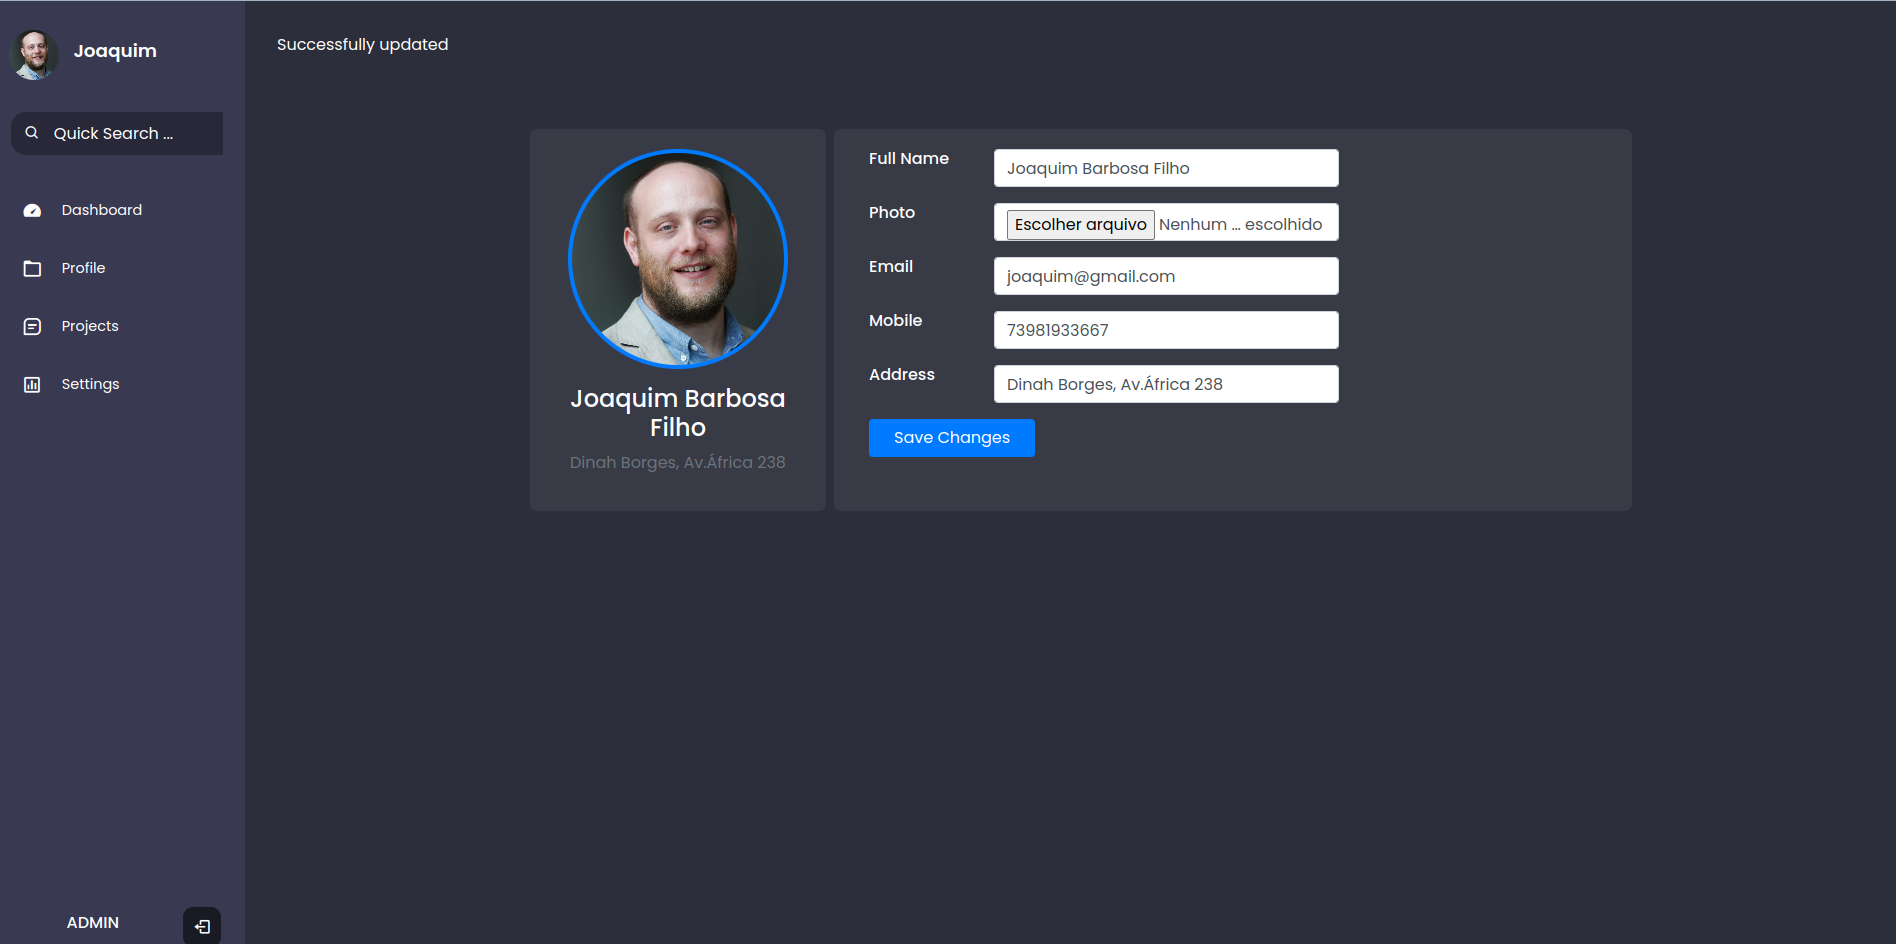 Joaquim
Quick Search ...
Dashboard
Profile
Projects
Settings
ADMIN
Successfully updated
Joaquim Barbosa
Filho
Dinah Borges, Av.África 238
Full Name
Joaquim Barbosa Filho
Photo
Escolher arquivo Nenhum ... escolhido
Email
joaquim@gmail.com
Mobile
73981933667
Address
Dinah Borges, Av.África 238
Save Changes